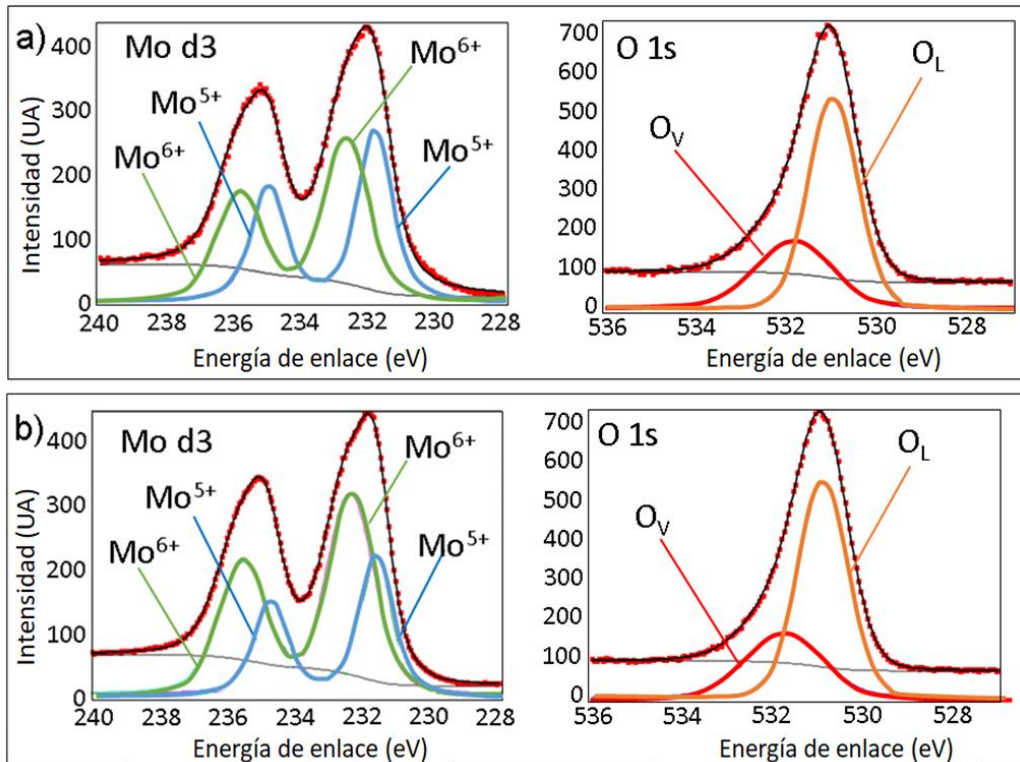 a)
Mo d3
Mo6+
Mo5+
Mo6+
Mo5+
Intensidad (UA)
400
300
200
100
0
240 236 235 234 232 230 228
Energía de enlace (eV)
O 1s
OL
OV
700
600
500
400
300
200
100
0
536 534 532 530 528
Energía de enlace (eV)
b)
Mo d3
Mo6+
Mo5+
Mo6+
Mo5+
Intensidad (UA)
400
300
200
100
0
240 238 236 234 232 230 228
Energía de enlace (eV)
O 1s
OL
OV
700
600
500
400
300
200
100
0
536 534 532 530 528
Energía de enlace (eV)